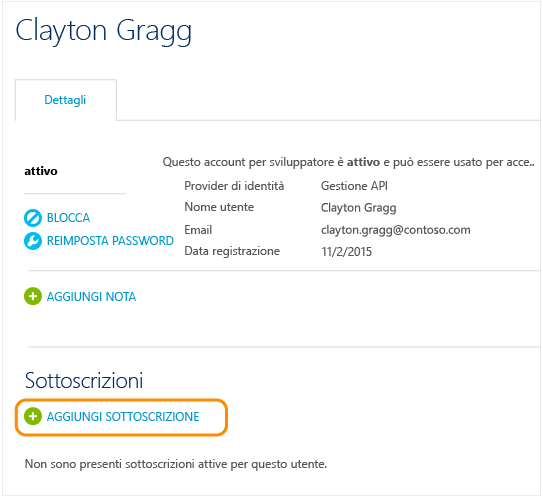 Clayton Gragg
Dettagli
attivo
Questo account per sviluppatore è attivo e può essere usato per acce..
Provider di identità Gestione API
Nome utente Clayton Gragg
Email clayton.gragg@contoso.com
Data registrazione 11/2/2015
BLOCCA
REIMPOSTA PASSWORD
AGGIUNGI NOTA
Sottoscrizioni
AGGIUNGI SOTTOSCRIZIONE
Non sono presenti sottoscrizioni attive per questo utente.